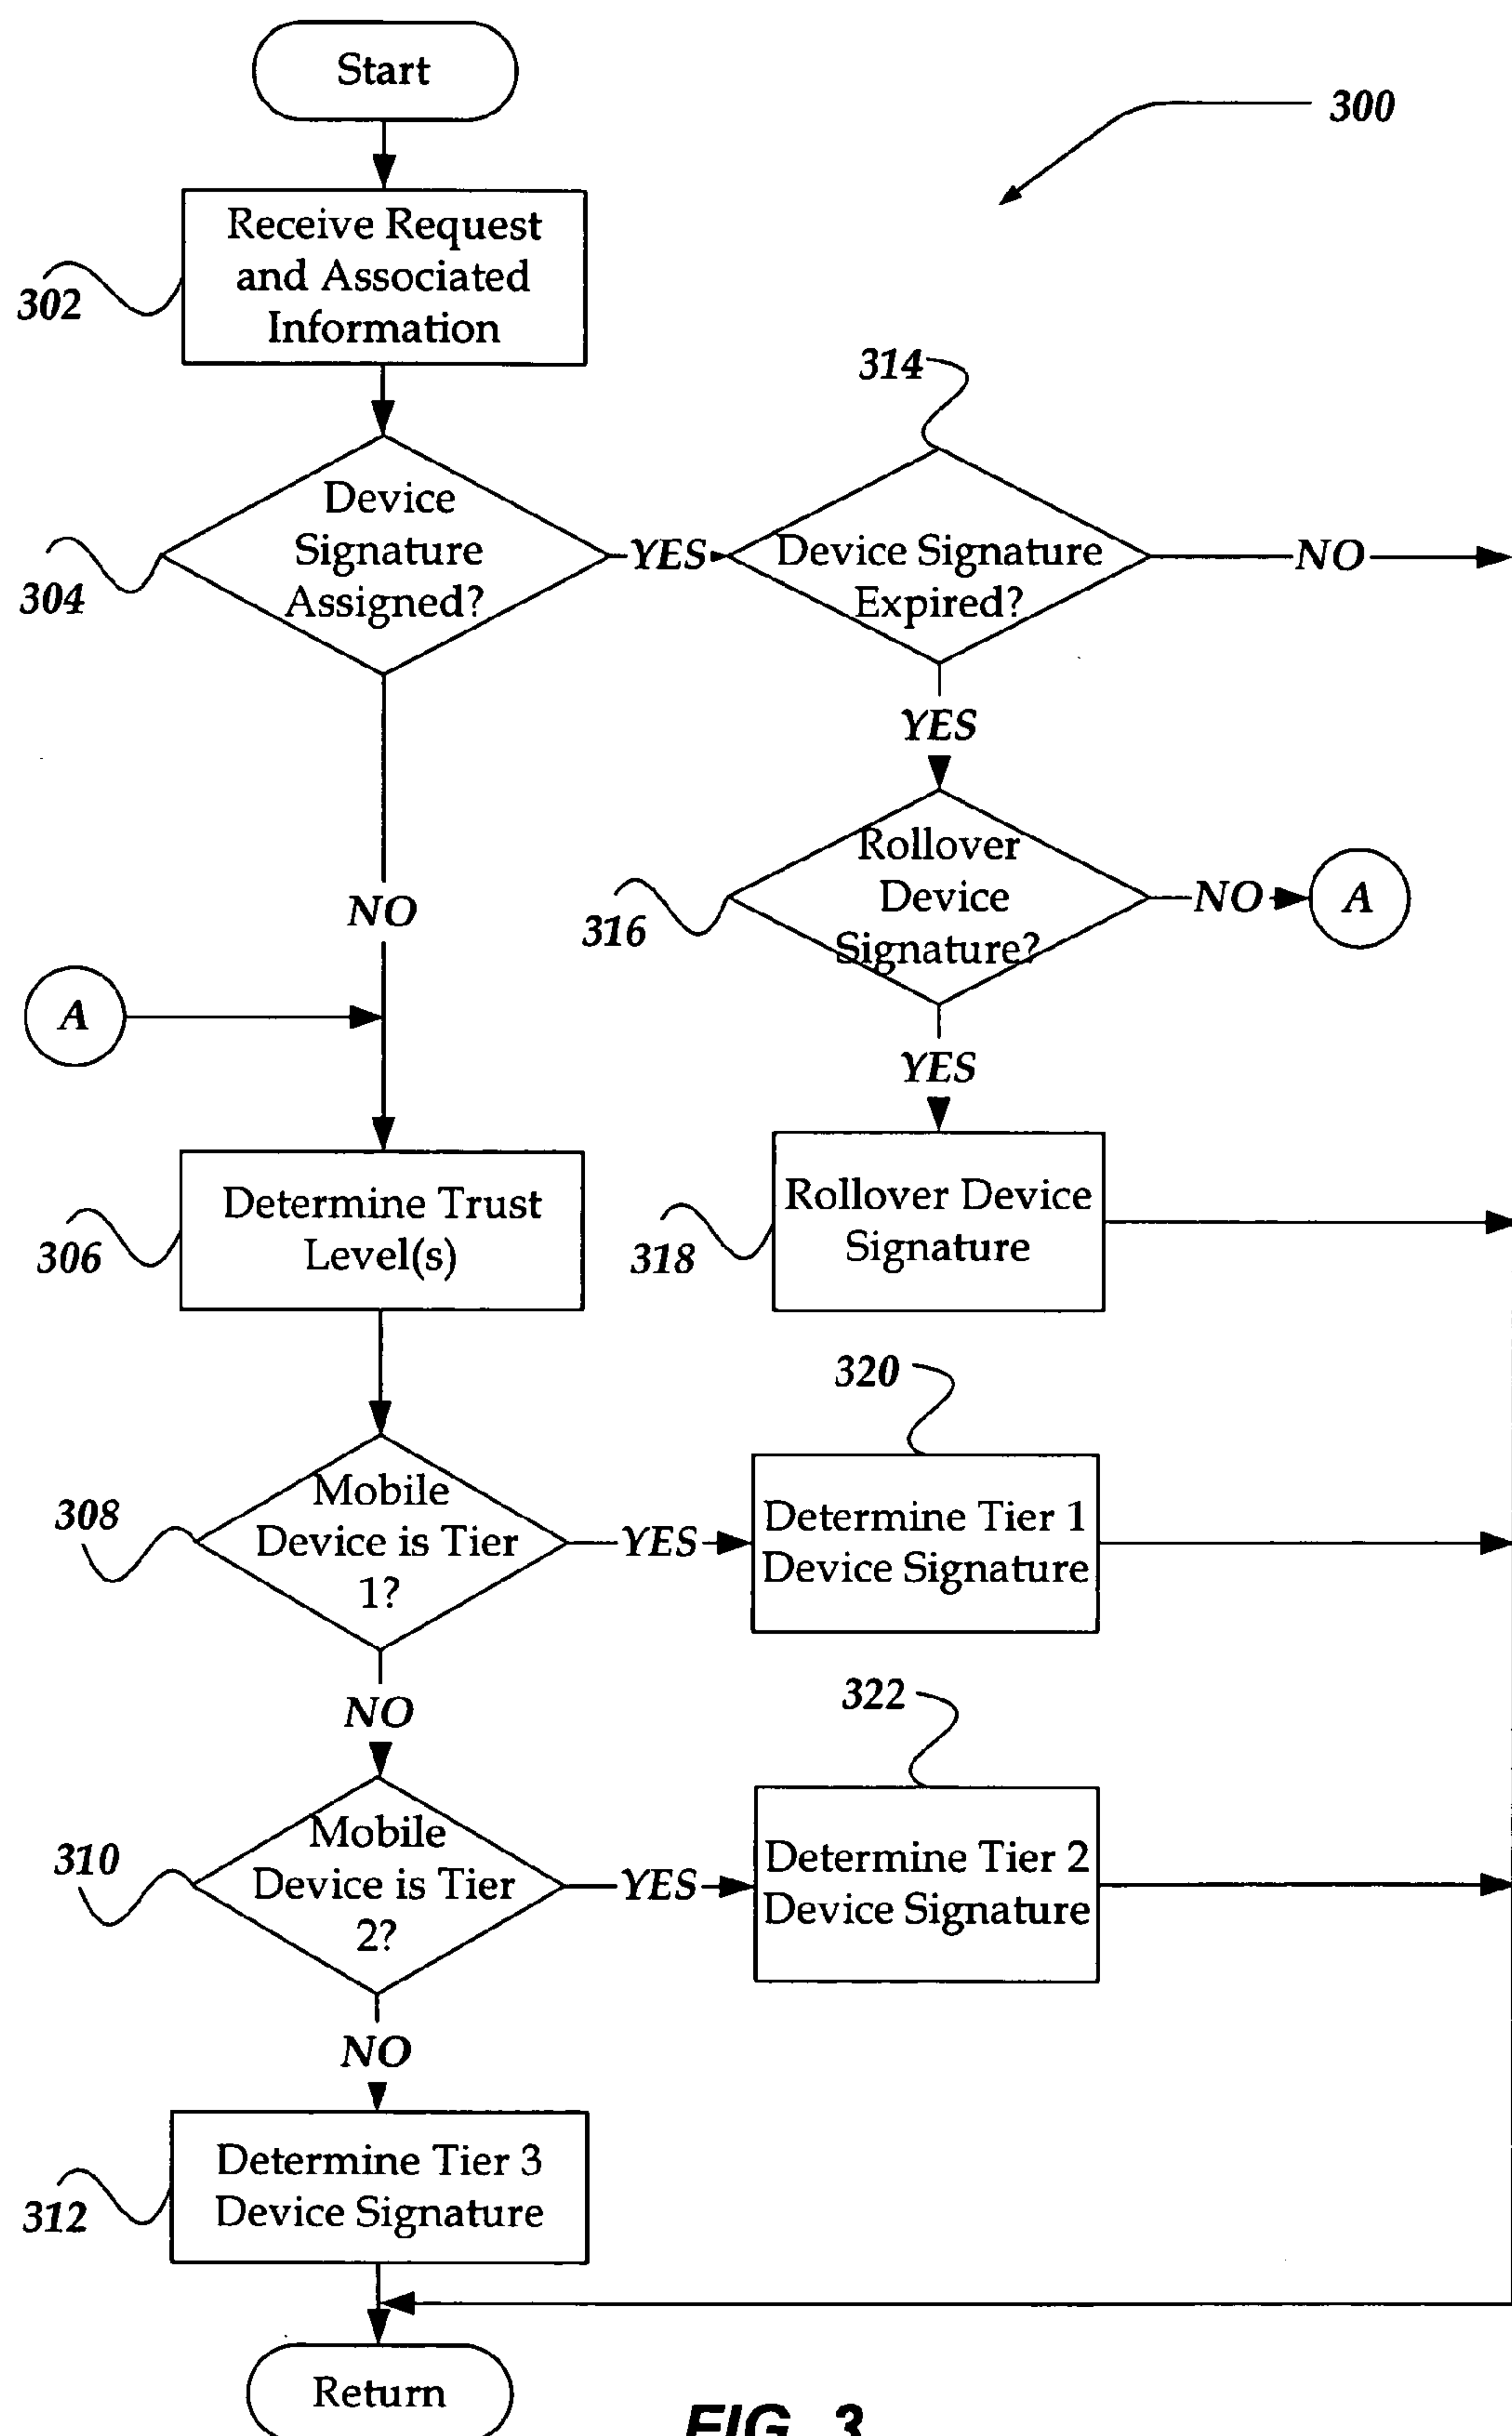 Start
300
Receive Request
and Associated
Information
302
314
Device
Signature
Assigned?
304
YES
Device Signature
Expired?
NO
YES
NO
Rollover
Device
Signature?
316
NO
A
A
YES
Determine Trust
Level(s)
306
Rollover Device
Signature
318
320
308
Mobile
Device is Tier
1?
YES
Determine Tier 1
Device Signature
NO
322
310
Mobile
Device is Tier
2?
YES
Determine Tier 2
Device Signature
NO
Determine Tier 3
Device Signature
312
Return
FIG. 3